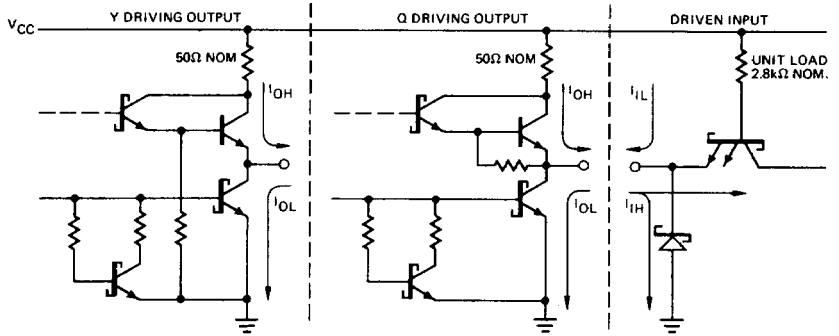 Y DRIVING OUTPUT
Q DRIVING OUTPUT
DRIVEN INPUT
VCC
50Ω NOM
50Ω NOM
UNIT LOAD
2.8kΩ NOM.
IOH
IOH
IIL
IOL
IOL
IIH